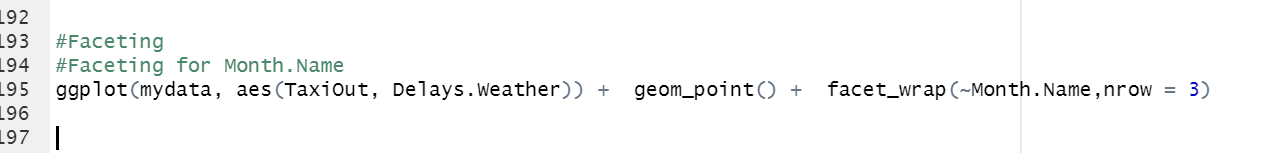 192
193 #Faceting
194 #Faceting for Month.Name
195 ggplot(mydata, aes(TaxiOut, Delays.Weather)) +  geom_point() +  facet_wrap(~Month.Name,nrow = 3)
196
197